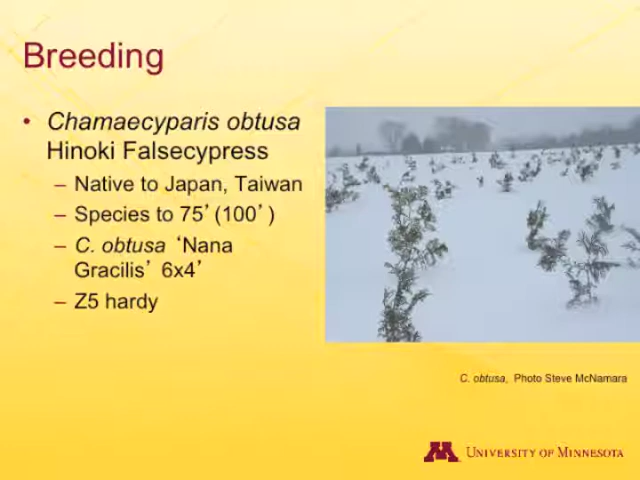 Breeding
• Chamaecyparis obtusa
Hinoki Falsecypress
– Native to Japan, Taiwan
– Species to 75’ (100’)
– C. obtusa ‘Nana
Gracilis’ 6x4’
– Z5 hardy
C. obtusa, Photo Steve McNamara
M University of Minnesota